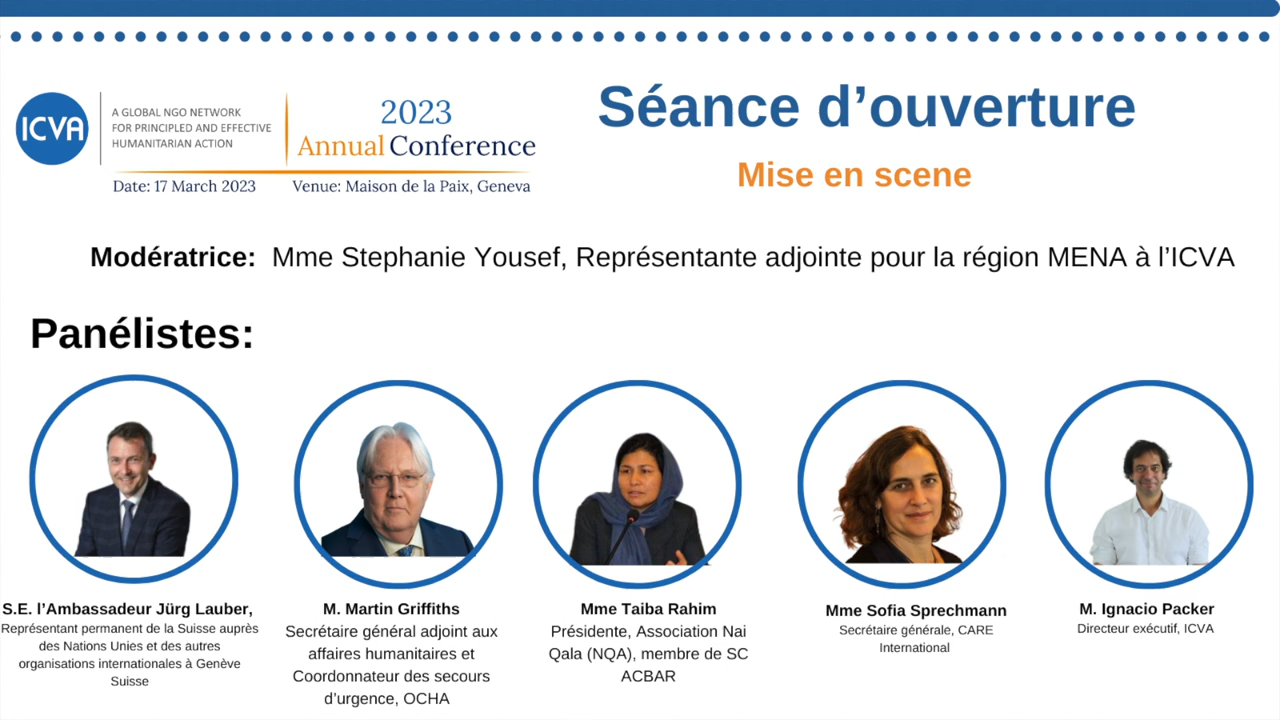 ICVA
A GLOBAL NGO NETWORK
FOR PRINCIPLED AND EFFECTIVE
HUMANITARIAN ACTION
2023
Annual Conference
Date: 17 March 2023
Venue: Maison de la Paix, Geneva
Séance d’ouverture
Mise en scene
Modératrice: Mme Stephanie Yousef, Représentante adjointe pour la région MENA à l’ICVA
Panélistes:
S.E. l’Ambassadeur Jürg Lauber,
Représentant permanent de la Suisse auprès
des Nations Unies et des autres
organisations internationales à Genève
Suisse
M. Martin Griffiths
Secrétaire général adjoint aux
affaires humanitaires et
Coordonnateur des secours
d’urgence, OCHA
Mme Taiba Rahim
Présidente, Association Nai
Qala (NQA), membre de SC
ACBAR
Mme Sofia Sprechmann
Secrétaire générale, CARE
International
M. Ignacio Packer
Directeur exécutif, ICVA